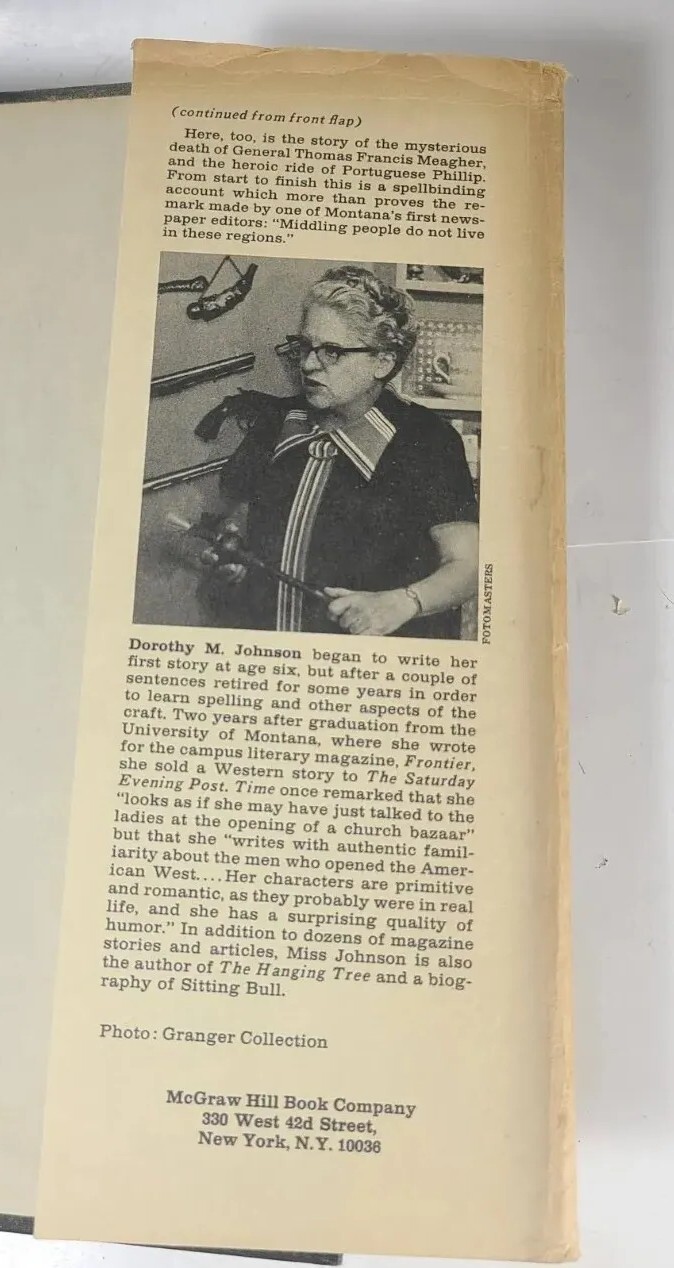 (continued from front flap)
Here, too, is the story of the mysterious
death of General Thomas Francis Meagher,
and the heroic ride of Portuguese Phillip.
From start to finish this is a spellbinding
account which more than proves the re-
mark made by one of Montana's first news-
paper editors: "Middling people do not live
in these regions."
FOTOMASTERS
Dorothy M. Johnson began to write her
first story at age six, but after a couple of
sentences retired for some years in order
to learn spelling and other aspects of the
craft. Two years after graduation from the
University of Montana, where she wrote
for the campus literary magazine, Frontier,
she sold a Western story to The Saturday
Evening Post. Time once remarked that she
"looks as if she may have just talked to the
ladies at the opening of a church bazaar"
but that she "writes with authentic famil-
iarity about the men who opened the Amer-
ican West....Her characters are primitive
and romantic, as they probably were in real
life, and she has a surprising quality of
humor." In addition to dozens of magazine
stories and articles, Miss Johnson is also
the author of The Hanging Tree and a biog-
raphy of Sitting Bull.
Photo: Granger Collection
McGraw Hill Book Company
330 West 42d Street,
New York, N.Y. 10036